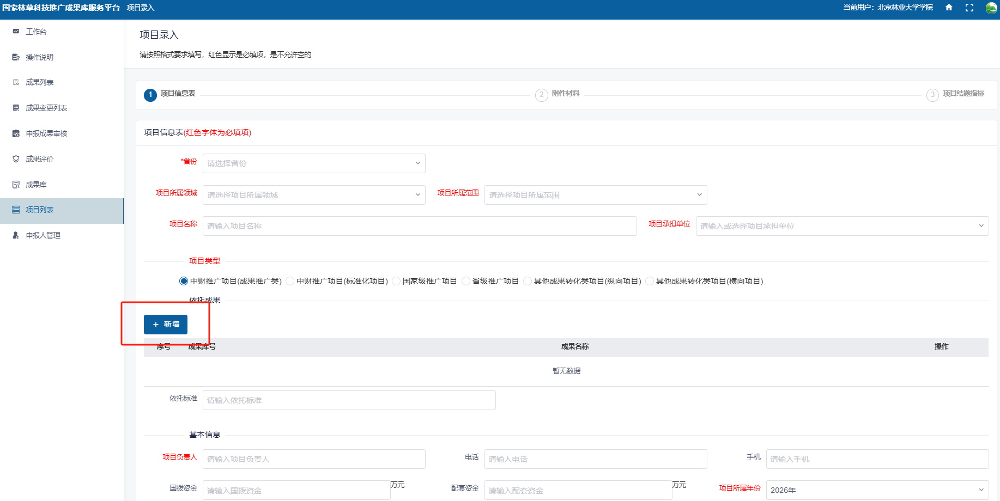 国家林草科技推广成果库服务平台 项目录入 当前用户：北京林业大学学院
工作台
操作说明
成果列表
成果变更列表
申报成果审核
成果评价
成果库
项目列表
申报人管理
项目录入
请按照格式要求填写，红色显示是必填项，是不允许空的
1 项目信息表 2 附件材料 3 项目结题指标
项目信息表(红色字体为必填项)
*省份 请选择省份
项目所属领域 请选择项目所属领域 项目所属范围 请选择项目所属范围
项目名称 请输入项目名称 项目承担单位 请输入或选择项目承担单位
项目类型
中财推广项目(成果推广类) 中财推广项目(标准化项目) 国家级推广项目 省级推广项目 其他成果转化类项目(纵向项目) 其他成果转化类项目(横向项目)
依托成果
+ 新增
序号 成果库号 成果名称 操作
暂无数据
依托标准 请输入依托标准
基本信息
项目负责人 请输入项目负责人 电话 请输入电话 手机 请输入手机
国拨资金 请输入国拨资金 万元 配套资金 请输入配套资金 万元 项目所属年份 2026年